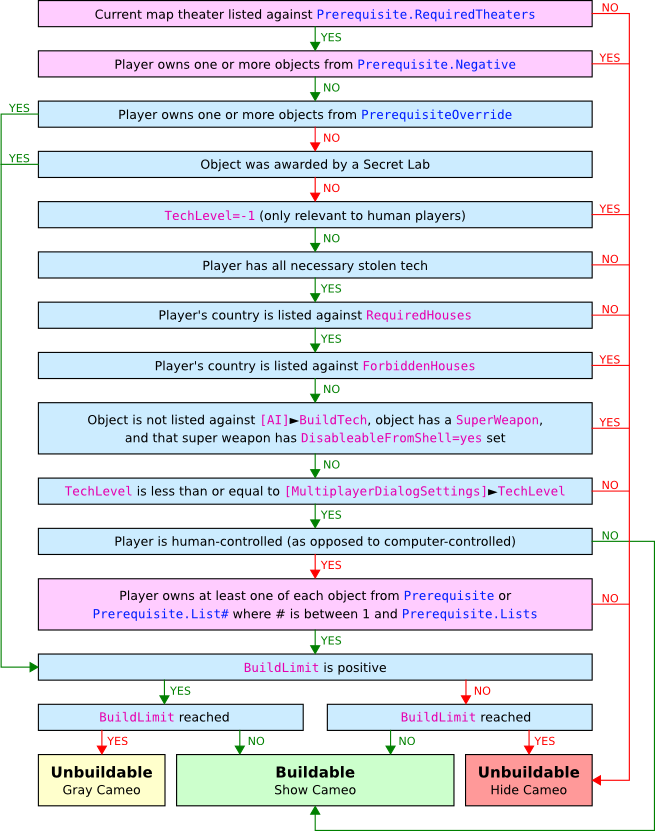 Current map theater listed against Prerequisite.RequiredTheaters
NO
YES
Player owns one or more objects from Prerequisite.Negative
YES
NO
Player owns one or more objects from PrerequisiteOverride
YES
NO
Object was awarded by a Secret Lab
YES
NO
TechLevel=-1 (only relevant to human players)
YES
NO
Player has all necessary stolen tech
NO
YES
Player's country is listed against RequiredHouses
NO
YES
Player's country is listed against ForbiddenHouses
YES
NO
Object is not listed against [AI]►BuildTech, object has a SuperWeapon,
and that super weapon has DisableableFromShell=yes set
YES
NO
TechLevel is less than or equal to [MultiplayerDialogSettings]►TechLevel
NO
YES
Player is human-controlled (as opposed to computer-controlled)
NO
YES
Player owns at least one of each object from Prerequisite or
Prerequisite.List# where # is between 1 and Prerequisite.Lists
NO
YES
BuildLimit is positive
YES
NO
BuildLimit reached
BuildLimit reached
YES
NO
NO
YES
Unbuildable
Gray Cameo
Buildable
Show Cameo
Unbuildable
Hide Cameo